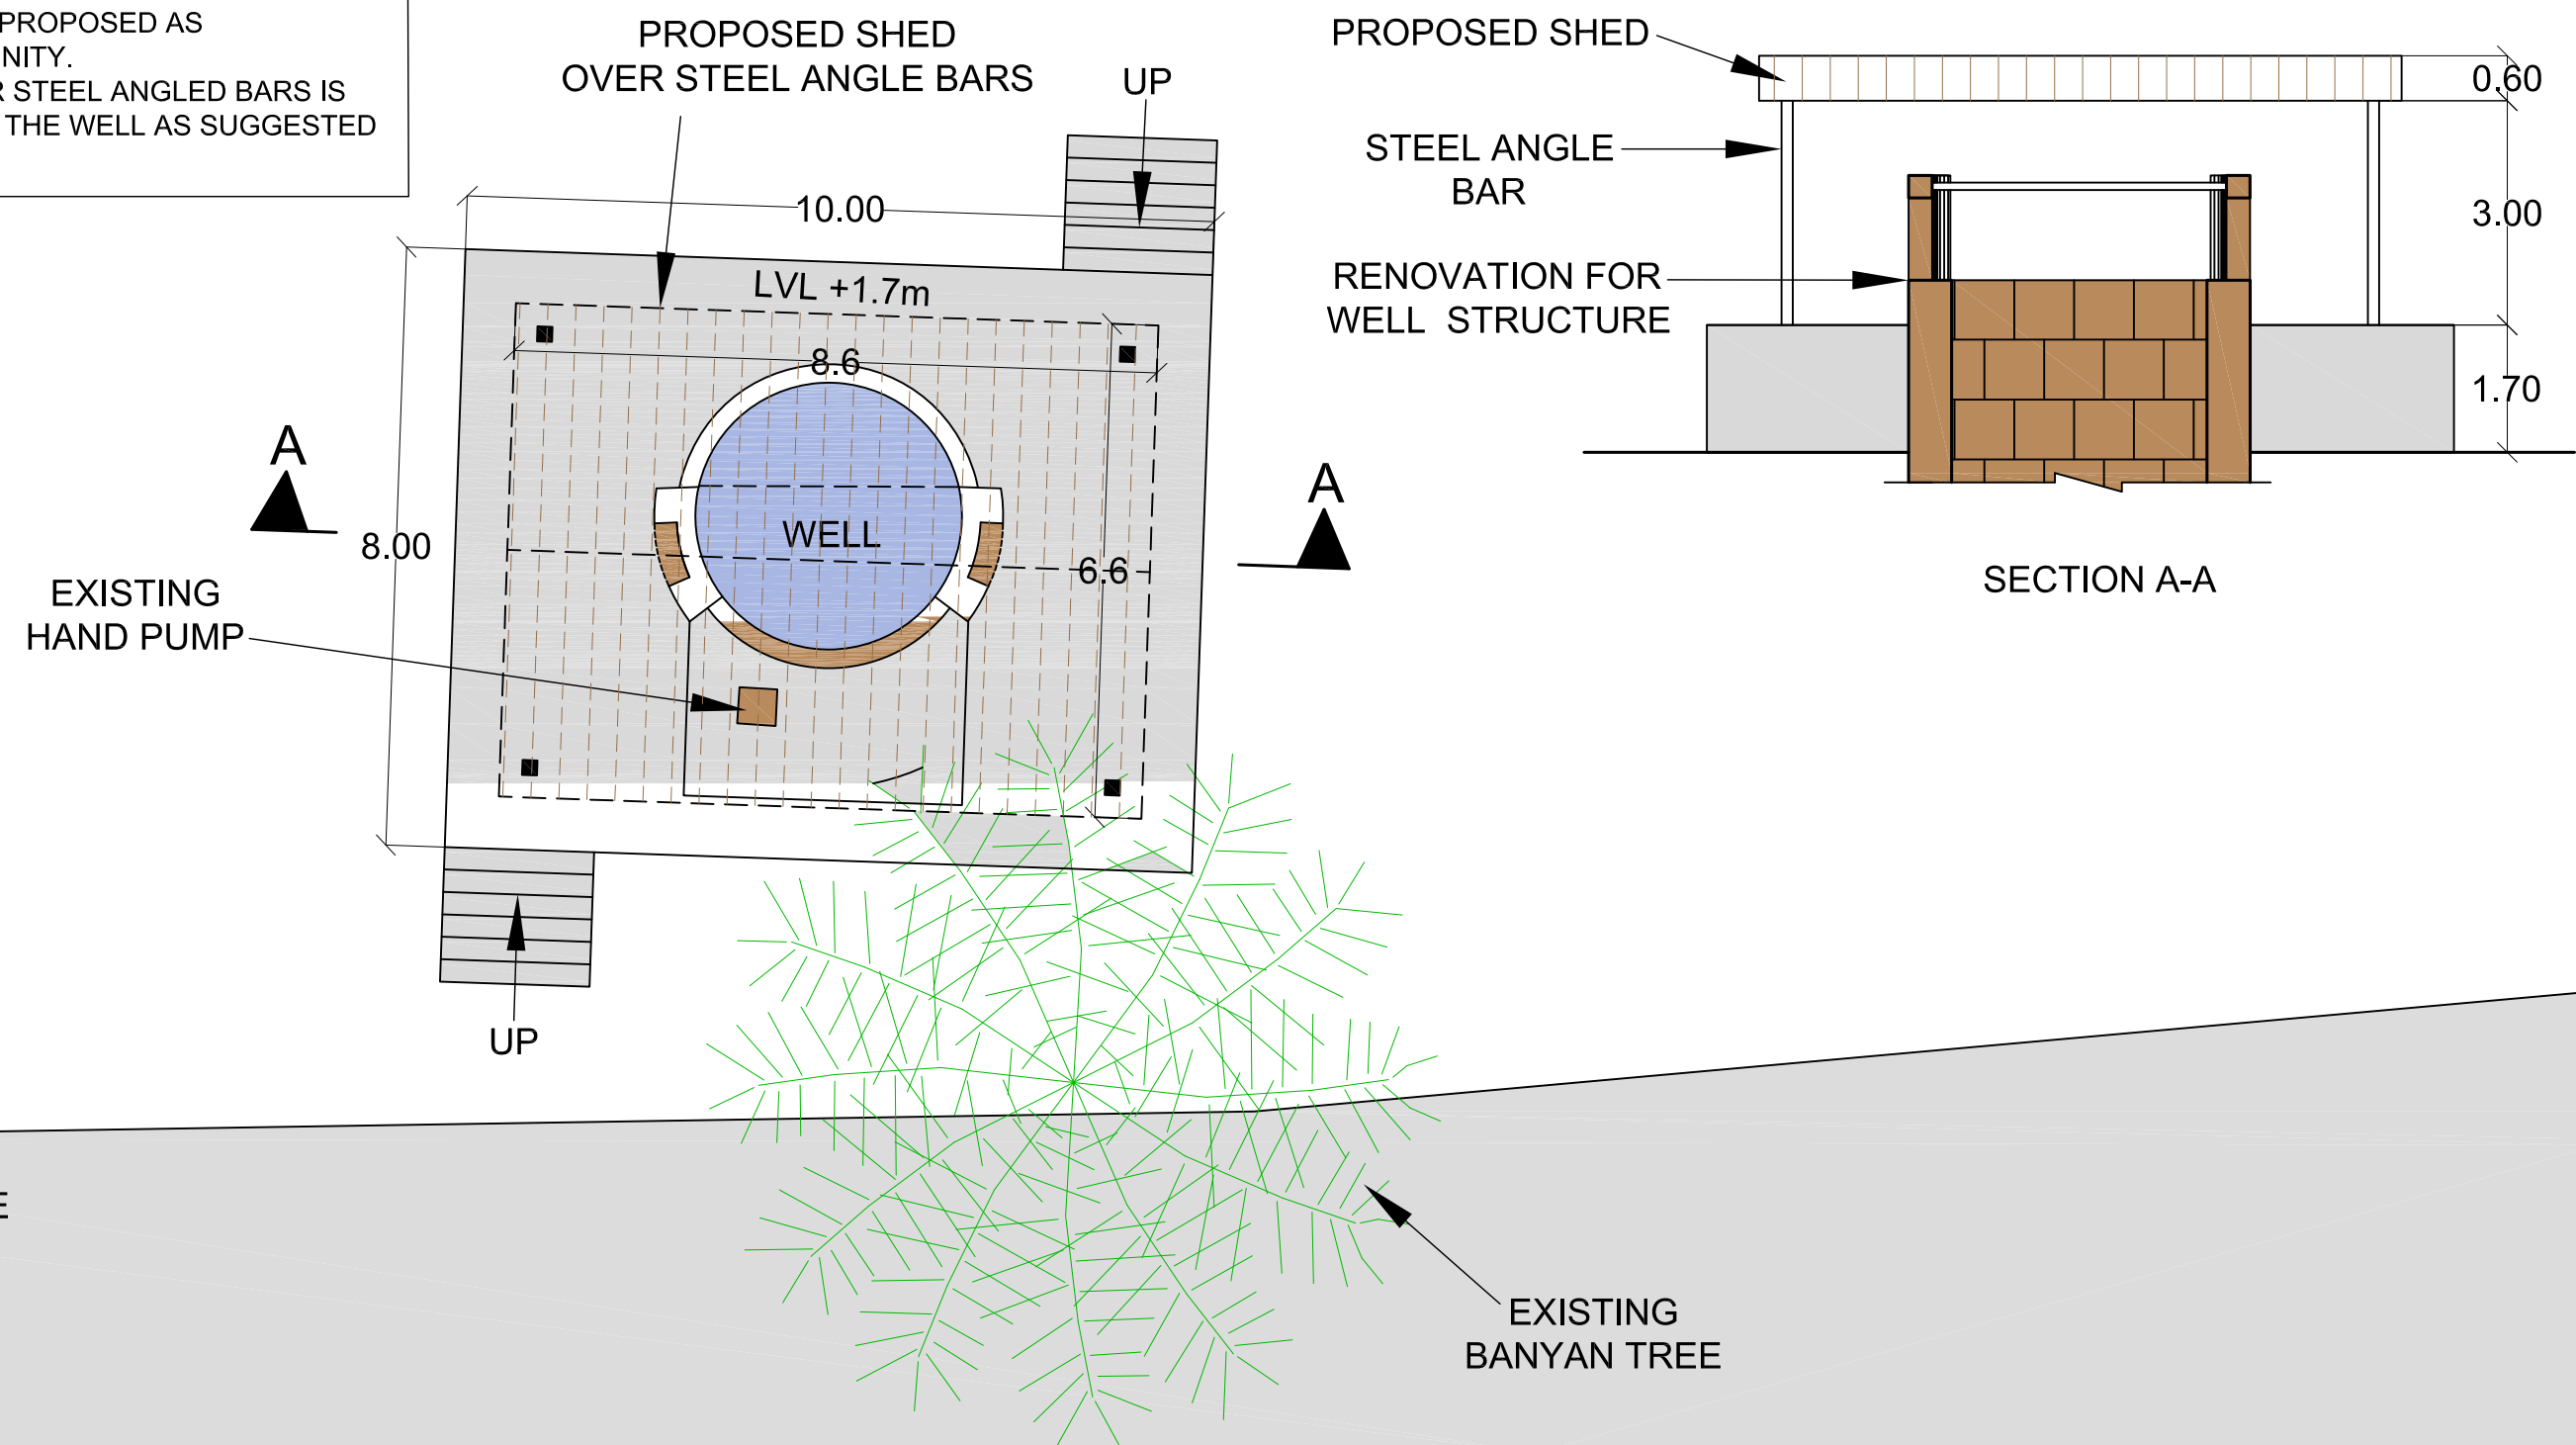 PROPOSED AS
NITY.
R STEEL ANGLED BARS IS
THE WELL AS SUGGESTED
PROPOSED SHED
OVER STEEL ANGLE BARS
UP
10.00
LVL +1.7m
8.6
A
8.00
WELL
6.6
A
EXISTING
HAND PUMP
UP
PROPOSED SHED
0.60
STEEL ANGLE
BAR
3.00
RENOVATION FOR
WELL STRUCTURE
1.70
SECTION A-A
E
EXISTING
BANYAN TREE